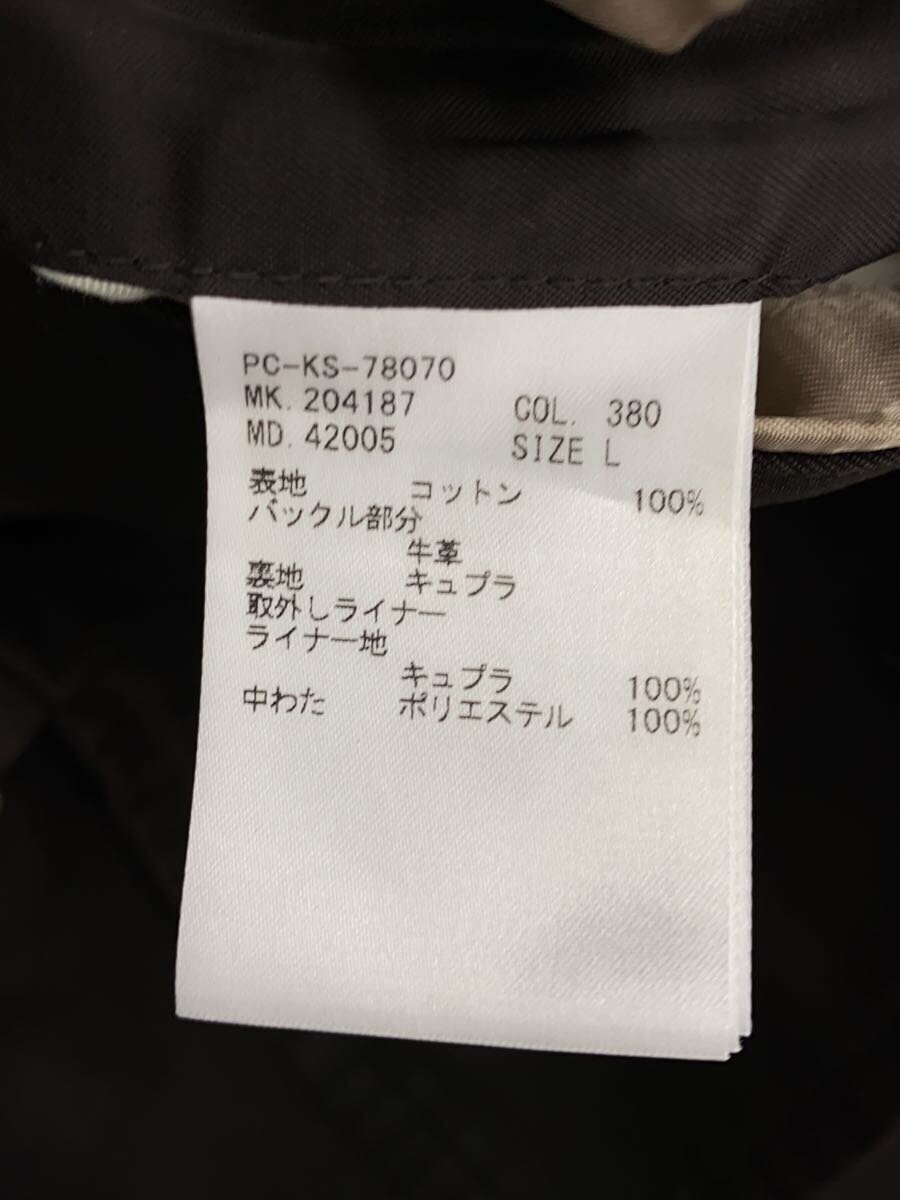 PC-KS-78070
MK. 204187 COL. 380
MD. 42005 SIZE L
表地 コットン 100%
バックル部分
牛革
裏地 キュプラ
取外しライナー
ライナー地
キュプラ 100%
中わた ポリエステル 100%